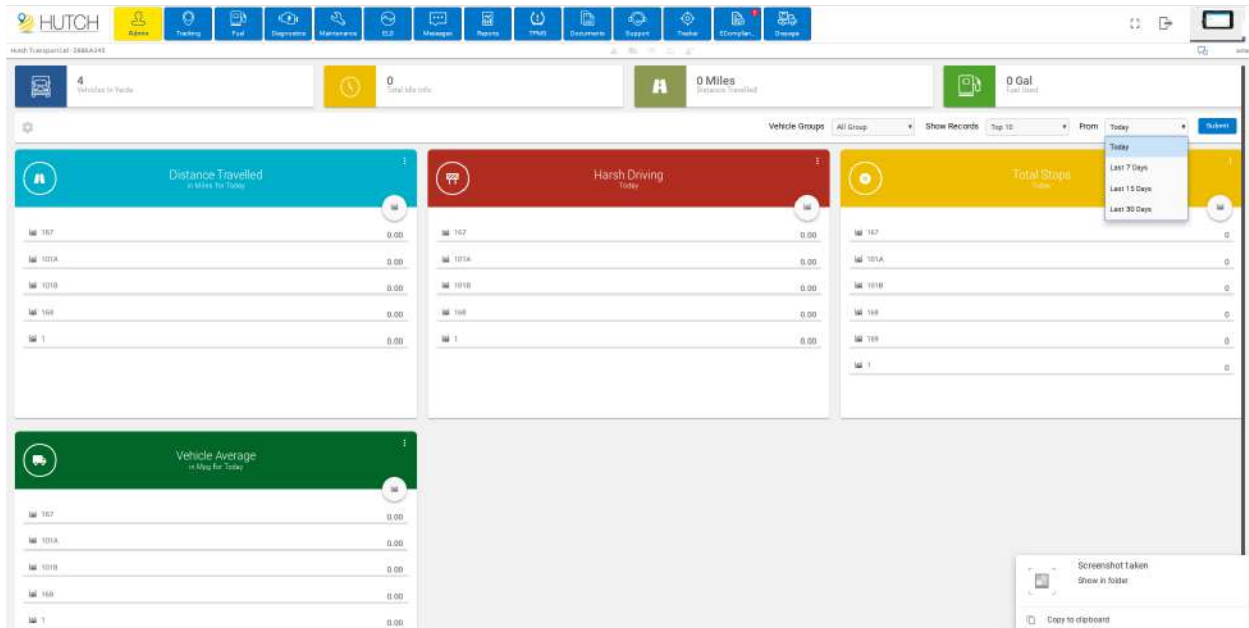 HUTCH
Admin
Tracking
Fuel
Diagnostics
Maintenance
ELD
Messages
Reports
TPMS
Documents
Support
Tracker
EComplian..
4
Vehicles In Yards
0
Total Idle Info
0 Miles
Distance Travelled
0 Gal
Fuel Used
Vehicle Groups
All Group
Show Records
Top 10
From
Today
Submit
Today
Last 7 Days
Last 15 Days
Last 30 Days
Distance Travelled
in Miles for Today
167
0.00
101A
0.00
101B
0.00
168
0.00
1
0.00
Harsh Driving
Today
167
0.00
101A
0.00
101B
0.00
168
0.00
1
0.00
Total Stops
Today
167
0
101A
0
101B
0
168
0
169
0
1
0
Vehicle Average
in Mpg for Today
167
0.00
101A
0.00
101B
0.00
168
0.00
1
0.00
Screenshot taken
Show in folder
Copy to clipboard